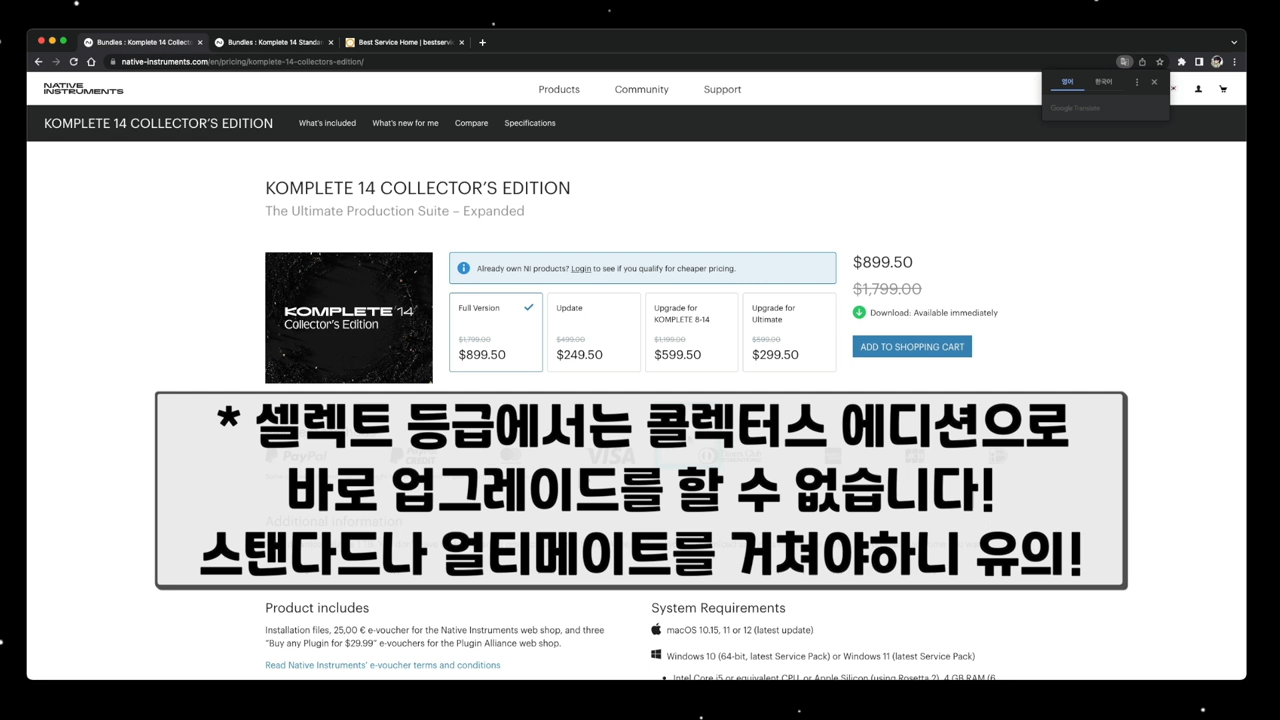 Bundles : Komplete 14 Collect
Bundles : Komplete 14 Standa
Best Service Home | bestservi
native-instruments.com/en/pricing/komplete-14-collectors-edition/
영어
한국어
Google Translate
NATIVE
INSTRUMENTS
Products
Community
Support
KOMPLETE 14 COLLECTOR'S EDITION
What's included
What's new for me
Compare
Specifications
KOMPLETE 14 COLLECTOR'S EDITION
The Ultimate Production Suite – Expanded
KOMPLETE 14
Collector's Edition
Already own NI products? Login to see if you qualify for cheaper pricing.
Full Version
$1,799.00
$899.50
Update
$499.00
$249.50
Upgrade for
KOMPLETE 8-14
$1,199.00
$599.50
Upgrade for
Ultimate
$599.00
$299.50
$899.50
$1,799.00
Download: Available immediately
ADD TO SHOPPING CART
* 셀렉트 등급에서는 콜렉터스 에디션으로
바로 업그레이드를 할 수 없습니다!
스탠다드나 얼티메이트를 거쳐야하니 유의!
PayPal
VISA
Additional information
Product includes
Installation files, 25,00 € e-voucher for the Native Instruments web shop, and three
"Buy any Plugin for $29.99" e-vouchers for the Plugin Alliance web shop.
Read Native Instruments' e-voucher terms and conditions
System Requirements
macOS 10.15, 11 or 12 (latest update)
Windows 10 (64-bit, latest Service Pack) or Windows 11 (latest Service Pack)
Intel Core i5 or equivalent CPU, or Apple Silicon (using Rosetta 2), 4 GB RAM (6